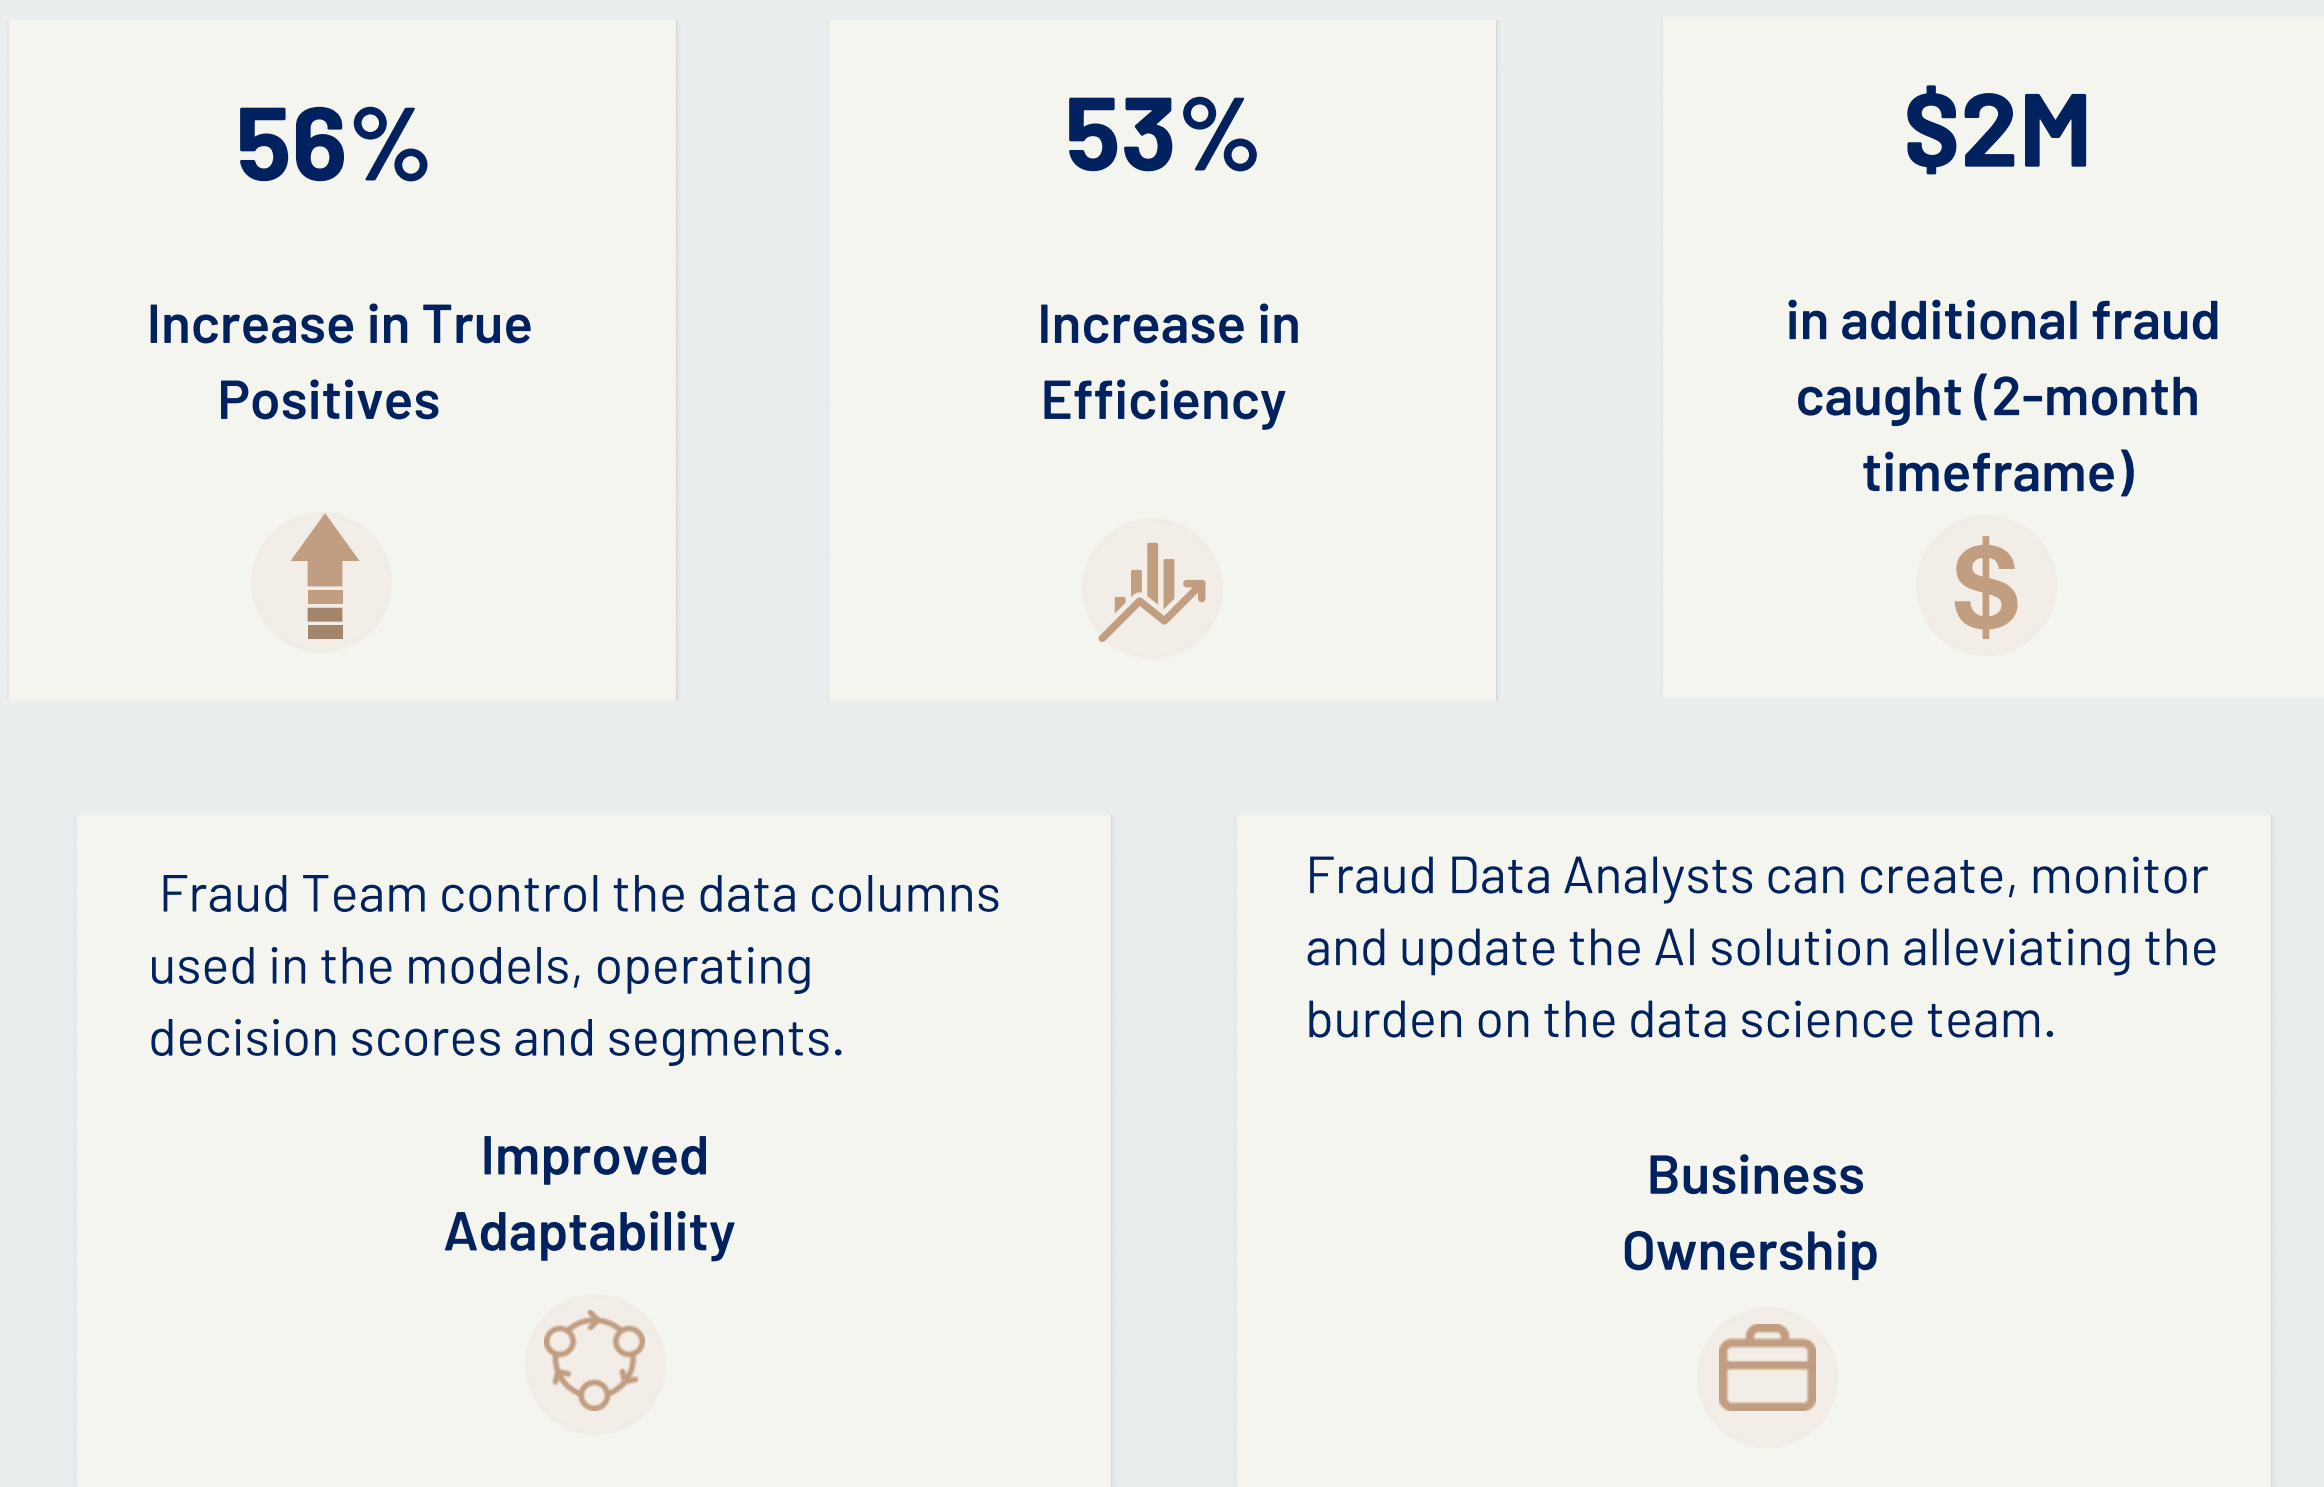 56%
Increase in True
Positives
53%
Increase in
Efficiency
$2M
in additional fraud
caught (2-month
timeframe)
Fraud Team control the data columns
used in the models, operating
decision scores and segments.
Improved
Adaptability
Fraud Data Analysts can create, monitor
and update the AI solution alleviating the
burden on the data science team.
Business
Ownership